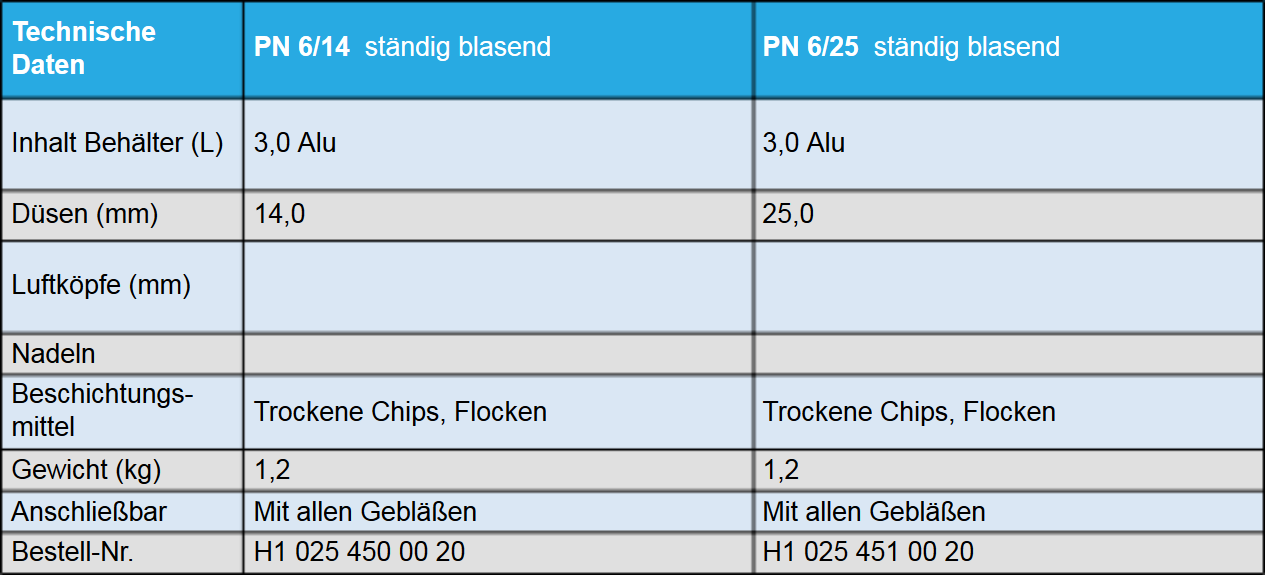 Technische
Daten
PN 6/14 ständig blasend
PN 6/25 ständig blasend
Inhalt Behälter (L)
3,0 Alu
3,0 Alu
Düsen (mm)
14,0
25,0
Luftköpfe (mm)
Nadeln
Beschichtungs-
mittel
Trockene Chips, Flocken
Trockene Chips, Flocken
Gewicht (kg)
1,2
1,2
Anschließbar
Mit allen Gebläßen
Mit allen Gebläßen
Bestell-Nr.
H1 025 450 00 20
H1 025 451 00 20